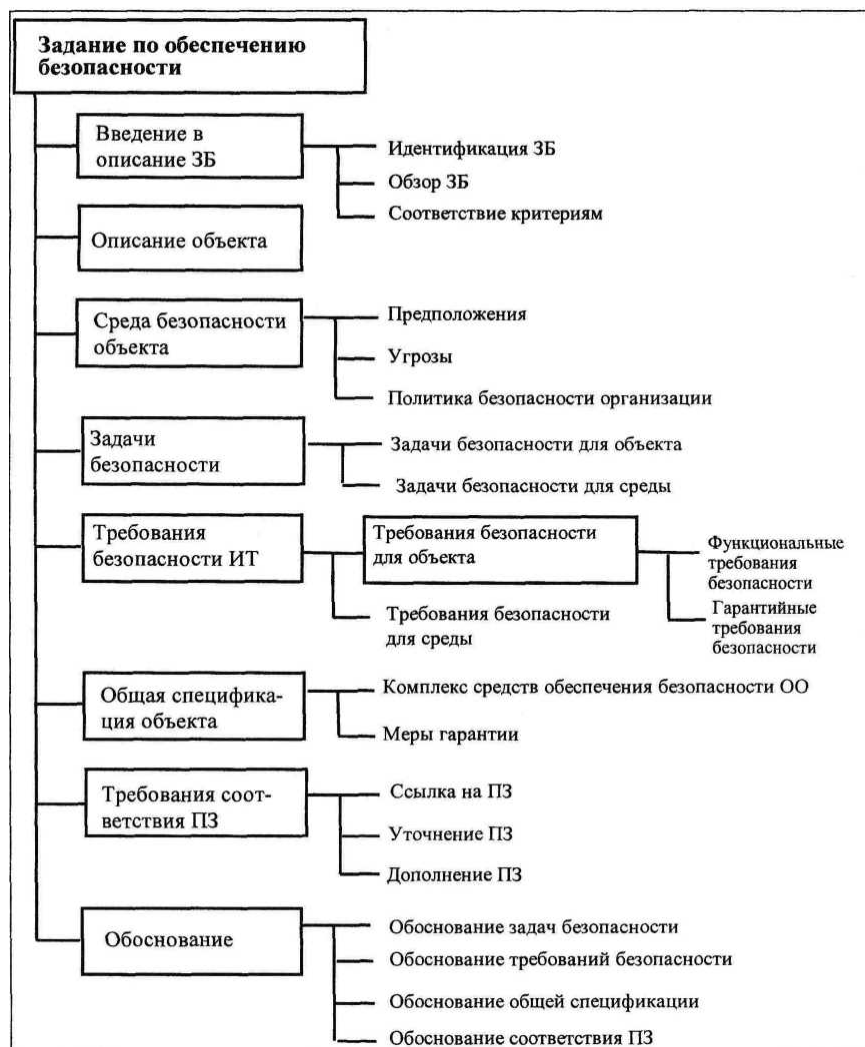 Задание по обеспечению
безопасности
Введение в
описание ЗБ
Идентификация ЗБ
Обзор ЗБ
Соответствие критериям
Описание объекта
Среда безопасности
объекта
Предположения
Угрозы
Политика безопасности организации
Задачи
безопасности
Задачи безопасности для объекта
Задачи безопасности для среды
Требования
безопасности ИТ
Требования безопасности
для объекта
Функциональные
требования
безопасности
Гарантийные
требования
безопасности
Требования безопасности
для среды
Общая специфика-
ция объекта
Комплекс средств обеспечения безопасности ОО
Меры гарантии
Требования соот-
ветствия ПЗ
Ссылка на ПЗ
Уточнение ПЗ
Дополнение ПЗ
Обоснование
Обоснование задач безопасности
Обоснование требований безопасности
Обоснование общей спецификации
Обоснование соответствия ПЗ